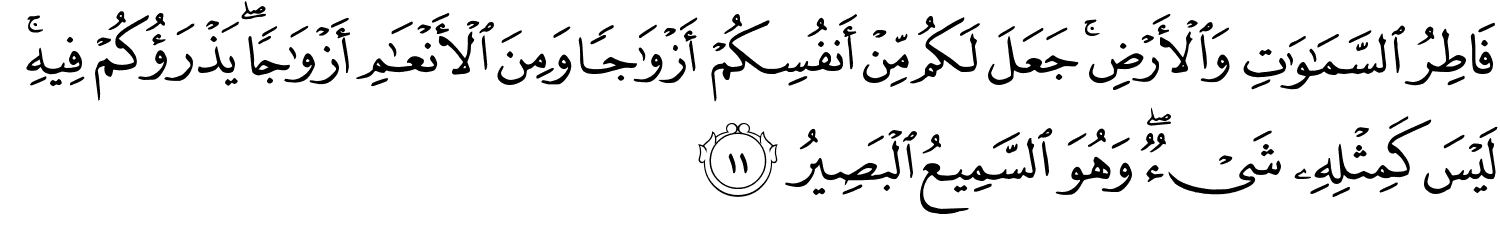 فَاطِرُ ٱلسَّمَٰوَٰتِ وَٱلْأَرْضِ ۚ جَعَلَ لَكُم مِّنْ أَنفُسِكُمْ أَزْوَٰجًا وَمِنَ ٱلْأَنْعَٰمِ أَزْوَٰجًا ۖ يَذْرَؤُكُمْ فِيهِ ۚ
لَيْسَ كَمِثْلِهِۦ شَىْءٌ ۖ وَهُوَ ٱلسَّمِيعُ ٱلْبَصِيرُ ١١